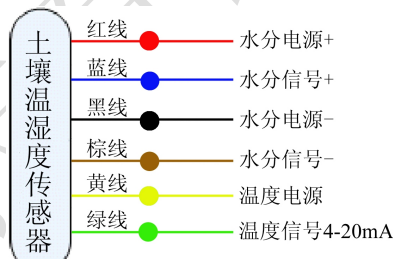 土壤温湿度传感器
红线 水分电源+
蓝线 水分信号+
黑线 水分电源−
棕线 水分信号−
黄线 温度电源
绿线 温度信号4-20mA